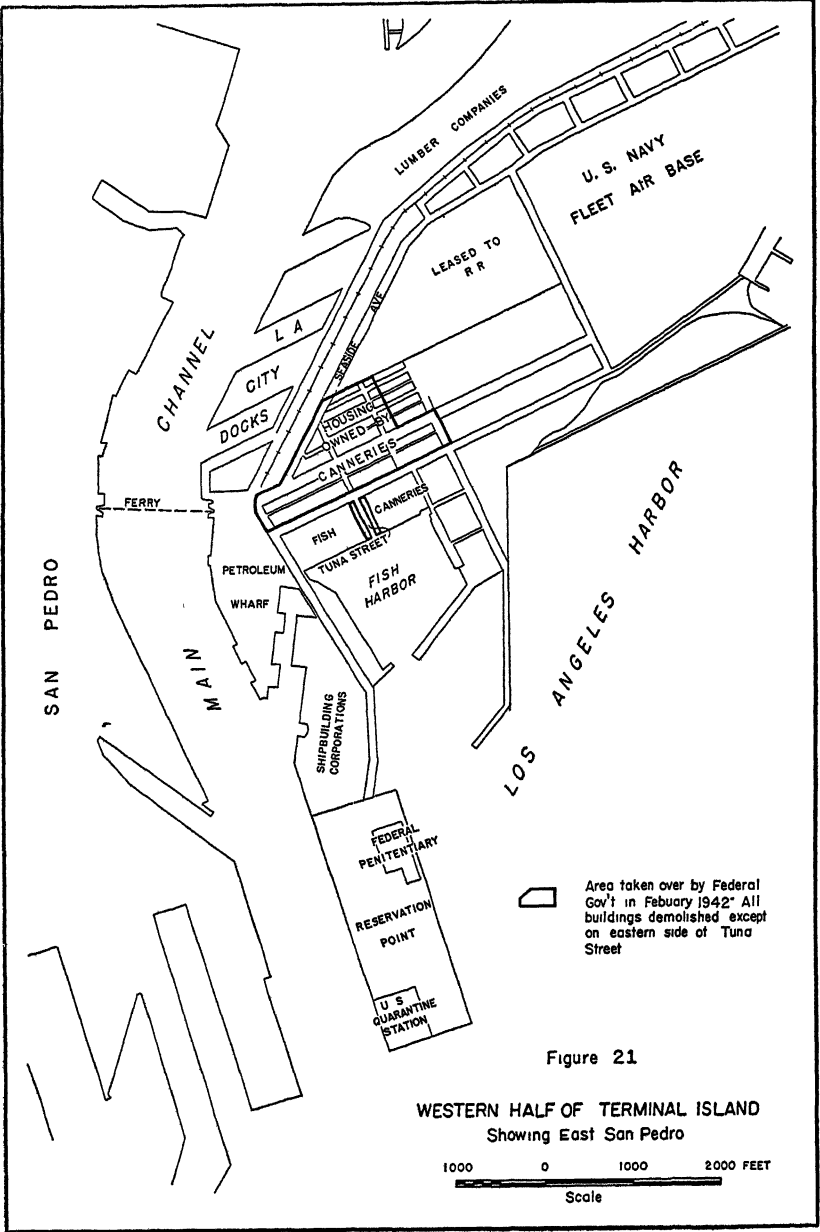 LUMBER COMPANIES
U. S. NAVY
FLEET AIR BASE
LEASED TO
R R
SEASIDE AVE
L A
CITY
DOCKS
CHANNEL
HOUSING
OWNED BY
CANNERIES
FERRY
FISH
CANNERIES
TUNA STREET
FISH
HARBOR
PETROLEUM
WHARF
SAN PEDRO
MAIN
LOS ANGELES HARBOR
SHIPBUILDING
CORPORATIONS
FEDERAL
PENITENTIARY
RESERVATION
POINT
U S
QUARANTINE
STATION
Area taken over by Federal
Gov't in Febuary 1942" All
buildings demolished except
on eastern side of Tuna
Street
Figure 21
WESTERN HALF OF TERMINAL ISLAND
Showing East San Pedro
1000 0 1000 2000 FEET
Scale